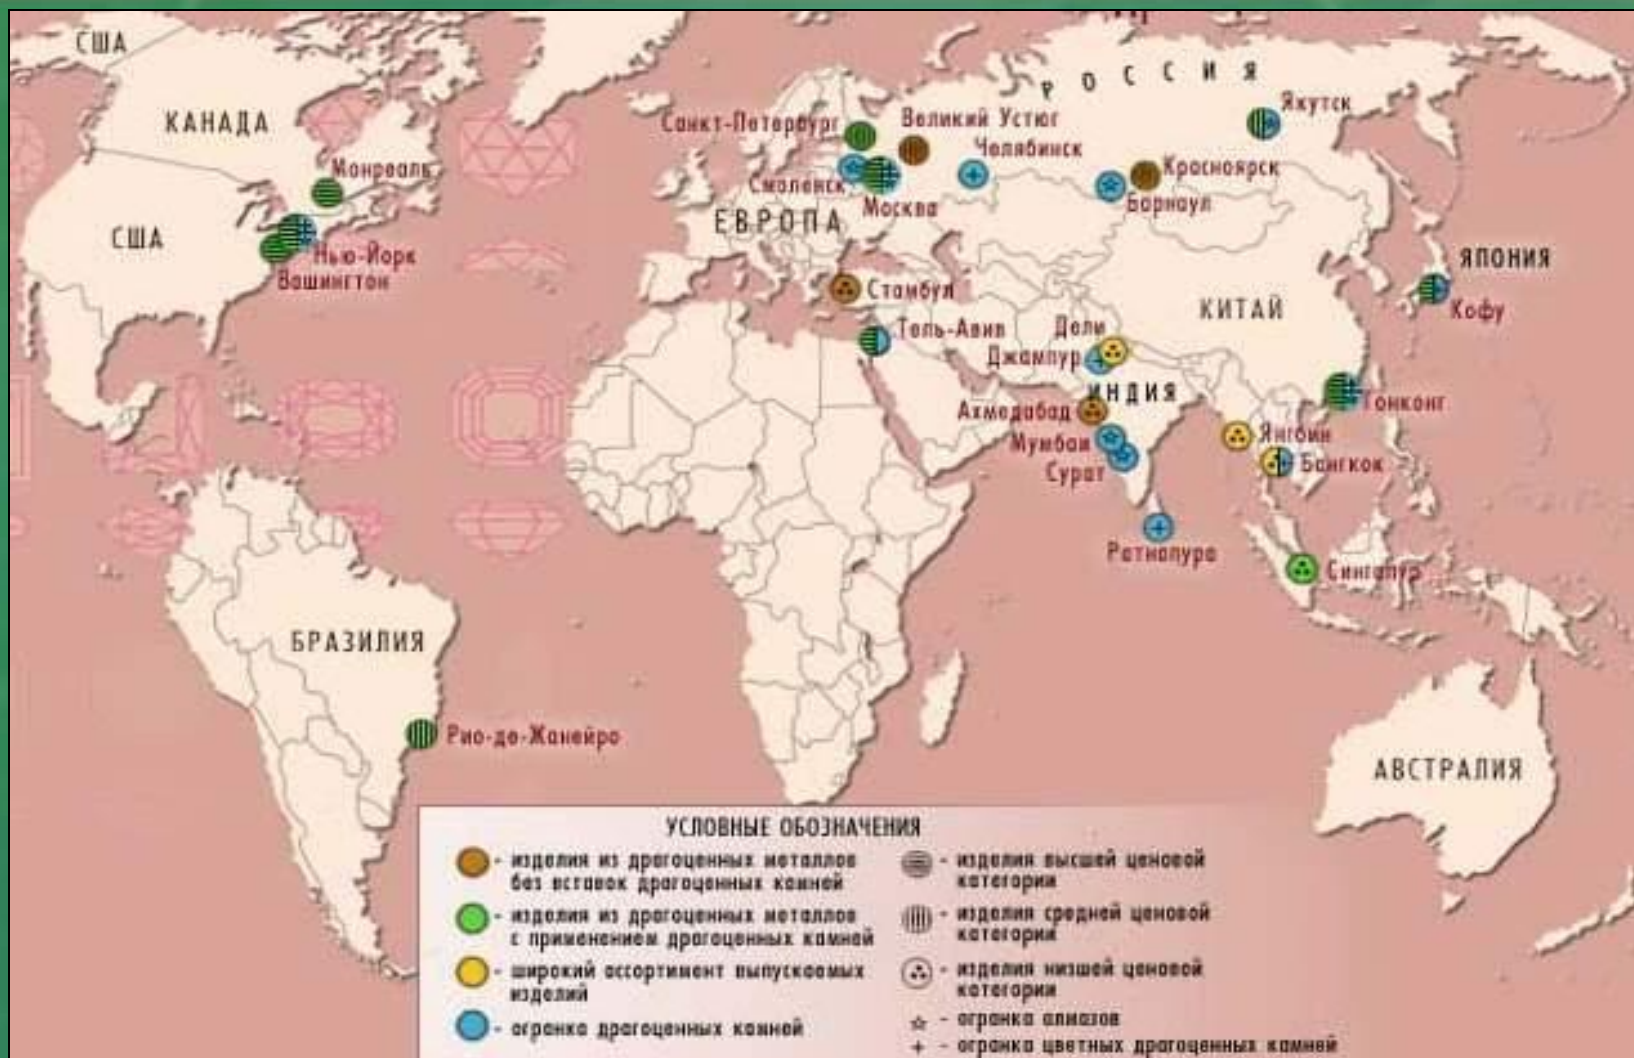 США
КАНАДА
Монреаль
США
Нью-Йорк
Вашингтон
РОССИЯ
Якутск
Санкт-Петербург
Великий Устюг
Челябинск
Красноярск
Смоленск
Москва
Барнаул
ЕВРОПА
ЯПОНИЯ
Кофу
КИТАЙ
Стамбул
Тель-Авив
Дели
Джампур
ИНДИЯ
Гонконг
Ахмедабад
Мумбаи
Сурат
Янгбин
Бангкок
Ратнапура
Сингапур
БРАЗИЛИЯ
Рио-де-Жанейро
АВСТРАЛИЯ
УСЛОВНЫЕ ОБОЗНАЧЕНИЯ
- изделия из драгоценных металлов
без вставок драгоценных камней
- изделия из драгоценных металлов
с применением драгоценных камней
- широкий ассортимент выпускаемых
изделий
- огранка драгоценных камней
- изделия высшей ценовой
категории
- изделия средней ценовой
категории
- изделия низшей ценовой
категории
- огранка алмазов
+ - огранка цветных драгоценных камней